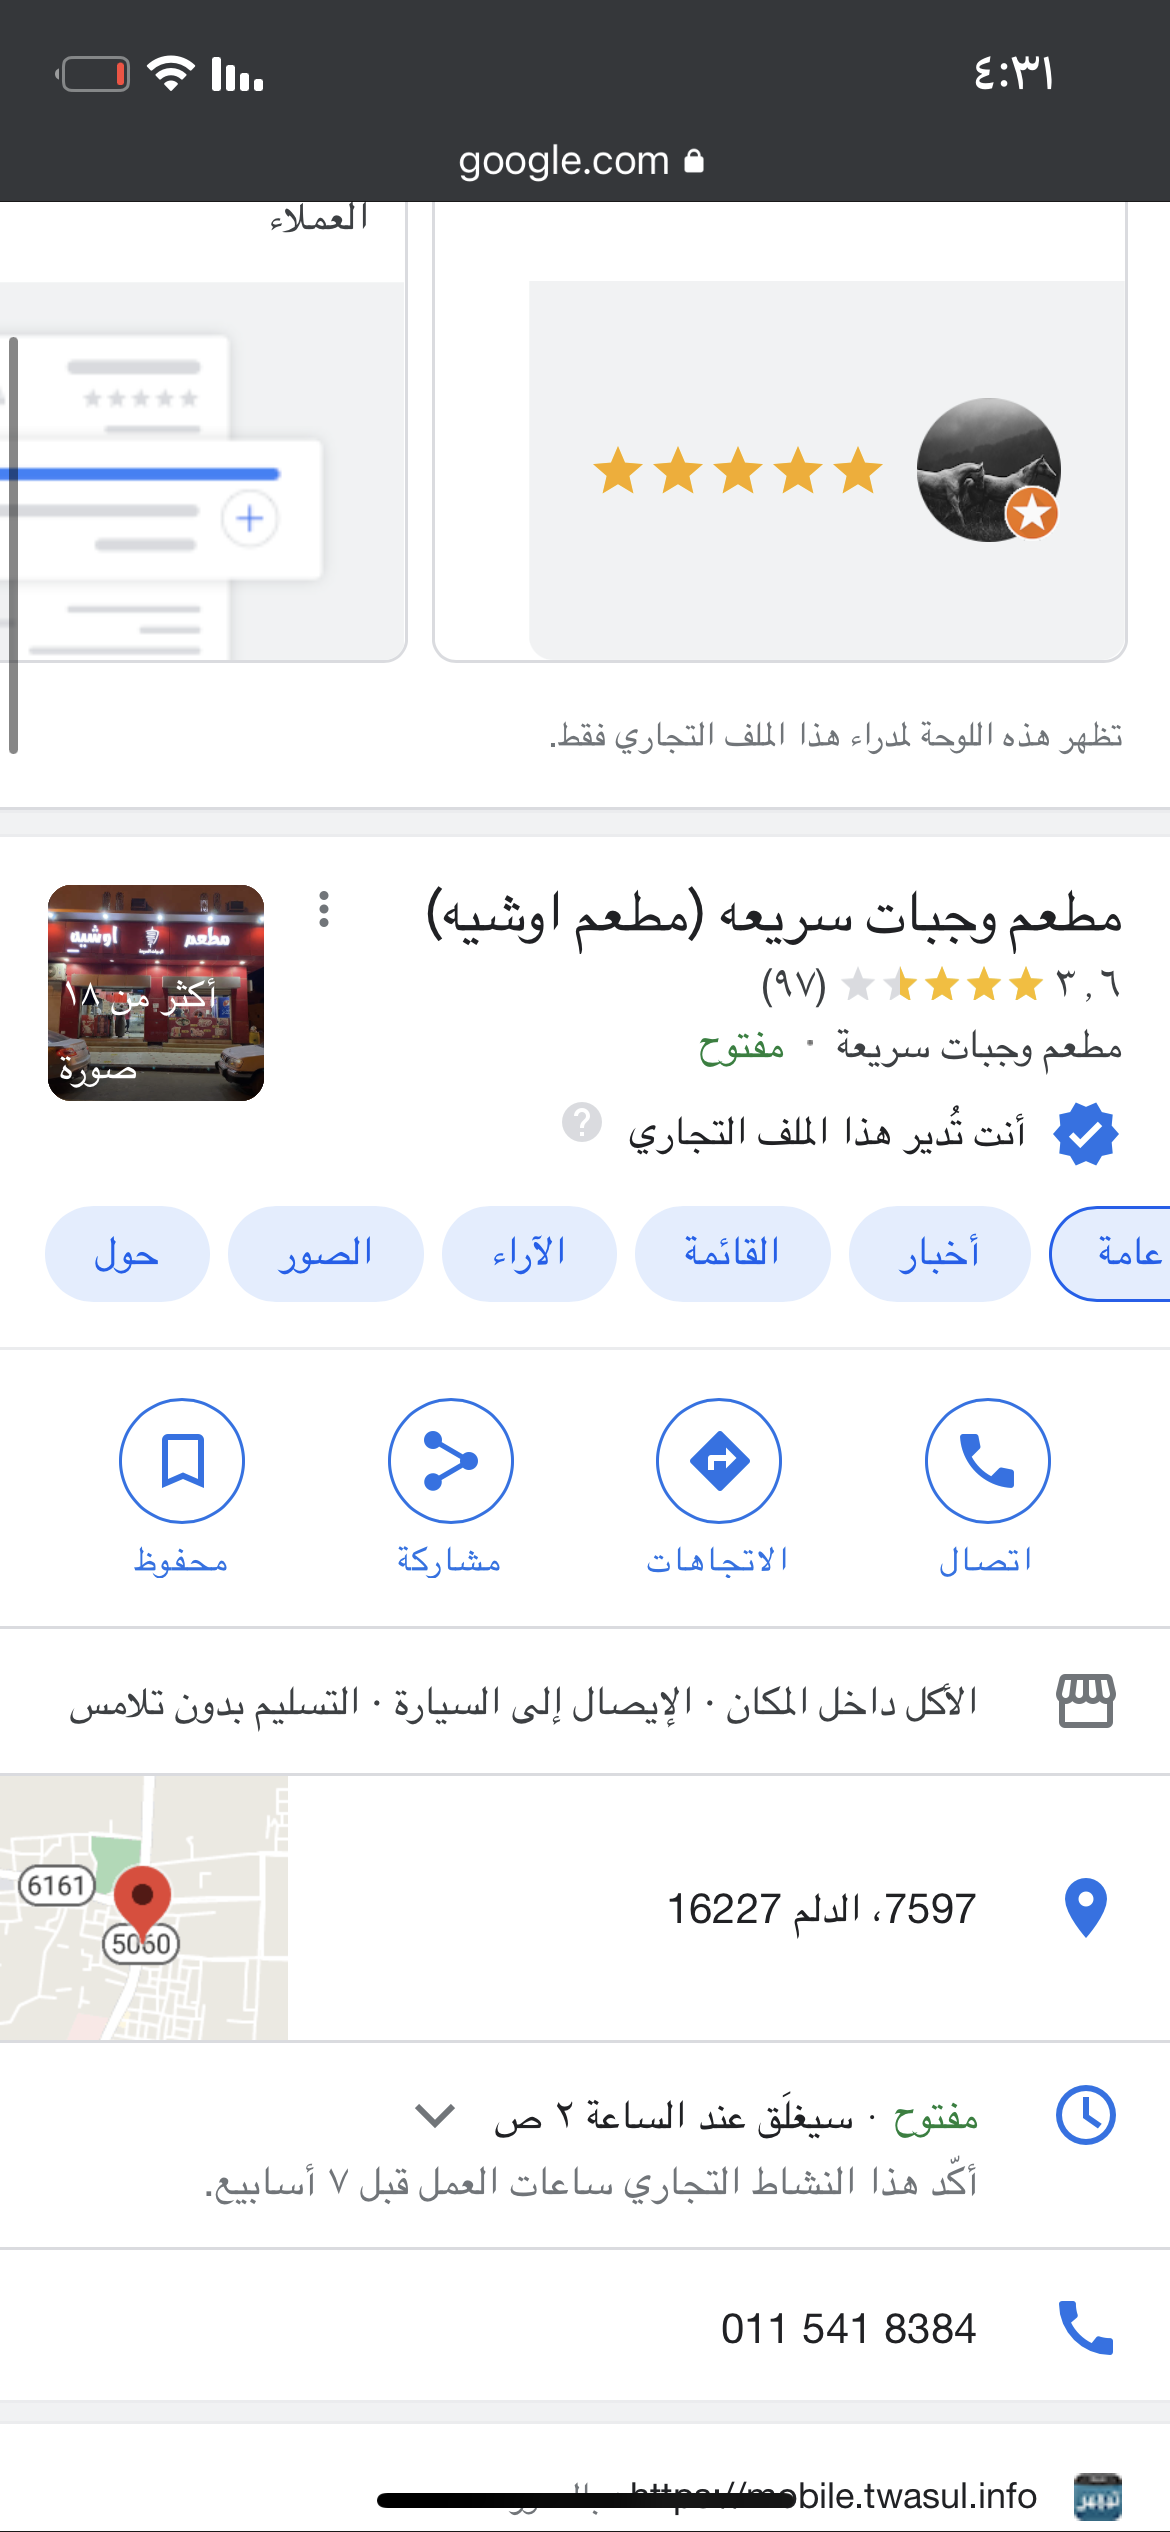 ٤:٣١
google.com
العملاء
تظهر هذه اللوحة لمدراء هذا الملف التجاري فقط.
مطعم وجبات سريعه (مطعم اوشيه)
٣,٦ (٩٧)
مطعم وجبات سريعة · مفتوح
أنت تُدير هذا الملف التجاري
مطعم اوشيه
أكثر من ١٨
صورة
عامة
أخبار
القائمة
الآراء
الصور
حول
اتصال
الاتجاهات
مشاركة
محفوظ
الأكل داخل المكان · الإيصال إلى السيارة · التسليم بدون تلامس
7597، الدلم 16227
6161
5060
مفتوح · سيغلَق عند الساعة ٢ ص
أكّد هذا النشاط التجاري ساعات العمل قبل ٧ أسابيع.
011 541 8384
https://mobile.twasul.info